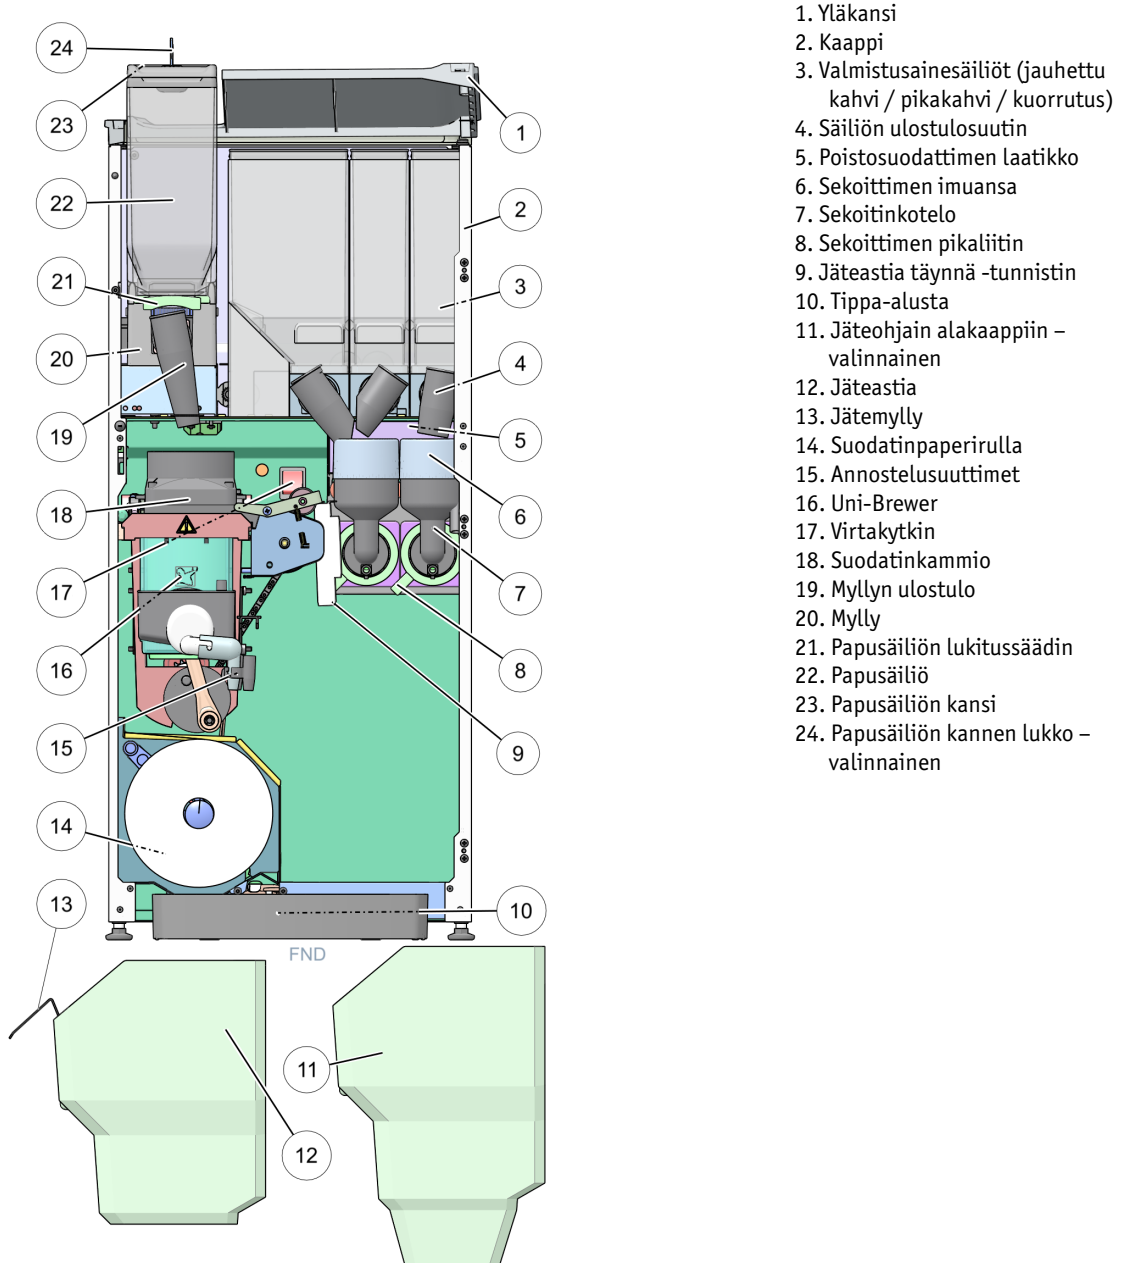 1. Yläkansi
2. Kaappi
3. Valmistusainesäiliöt (jauhettu
kahvi / pikakahvi / kuorrutus)
4. Säiliön ulostulosuutin
5. Poistosuodattimen laatikko
6. Sekoittimen imuansa
7. Sekoitinkotelo
8. Sekoittimen pikaliitin
9. Jäteastia täynnä -tunnistin
10. Tippa-alusta
11. Jäteohjain alakaappiin –
valinnainen
12. Jäteastia
13. Jätemylly
14. Suodatinpaperirulla
15. Annostelusuuttimet
16. Uni-Brewer
17. Virtakytkin
18. Suodatinkammio
19. Myllyn ulostulo
20. Mylly
21. Papusäiliön lukitussäädin
22. Papusäiliö
23. Papusäiliön kansi
24. Papusäiliön kannen lukko –
valinnainen
24
23
22
21
20
19
18
17
16
15
14
13
1
2
3
4
5
6
7
8
9
10
FND
11
12